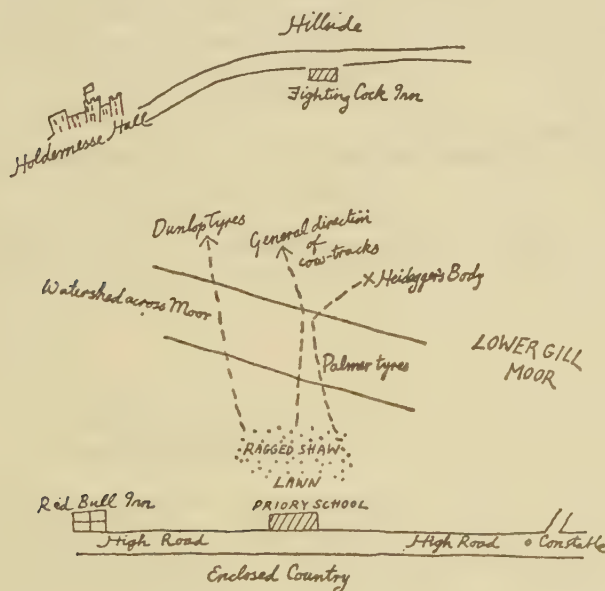 Hillside
Fighting Cock Inn
Holdernesse Hall
Dunlop Tyres
General direction
of
cow-tracks
Heidegger's Body
Watershed across Moor
LOWER GILL
MOOR
Palmer tyres
RAGGED SHAW
LAWN
Red Bull Inn
PRIORY SCHOOL
High Road
High Road
Constable
Enclosed Country